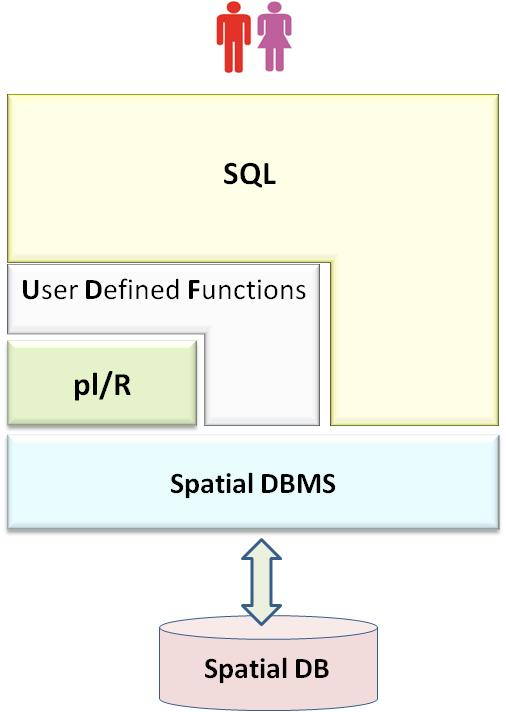 SQL
User Defined Functions
pl/R
Spatial DBMS
Spatial DB